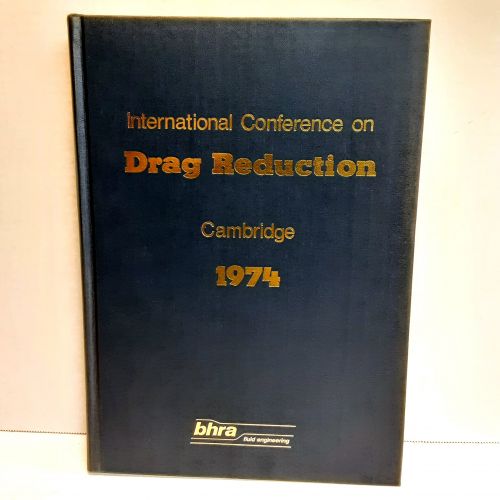 International Conference on
Drag Reduction
Cambridge
1974
bhra
fluid engineering